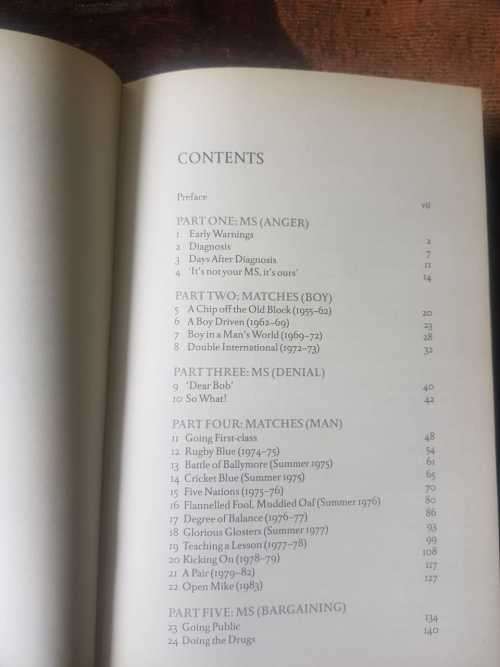 CONTENTS
Preface vii
PART ONE: MS (ANGER)
1 Early Warnings 2
2 Diagnosis 7
3 Days After Diagnosis 11
4 'It's not your MS, it's ours' 14
PART TWO: MATCHES (BOY)
5 A Chip off the Old Block (1955–62) 20
6 A Boy Driven (1962–69) 23
7 Boy in a Man's World (1969–72) 28
8 Double International (1972–73) 32
PART THREE: MS (DENIAL)
9 'Dear Bob' 40
10 So What! 42
PART FOUR: MATCHES (MAN)
11 Going First-class 48
12 Rugby Blue (1974–75) 54
13 Battle of Ballymore (Summer 1975) 61
14 Cricket Blue (Summer 1975) 65
15 Five Nations (1975–76) 70
16 Flannelled Fool, Muddied Oaf (Summer 1976) 80
17 Degree of Balance (1976–77) 86
18 Glorious Glosters (Summer 1977) 93
19 Teaching a Lesson (1977–78) 99
20 Kicking On (1978–79) 108
21 A Pair (1979–82) 117
22 Open Mike (1983) 127
PART FIVE: MS (BARGAINING)
23 Going Public 134
24 Doing the Drugs 140